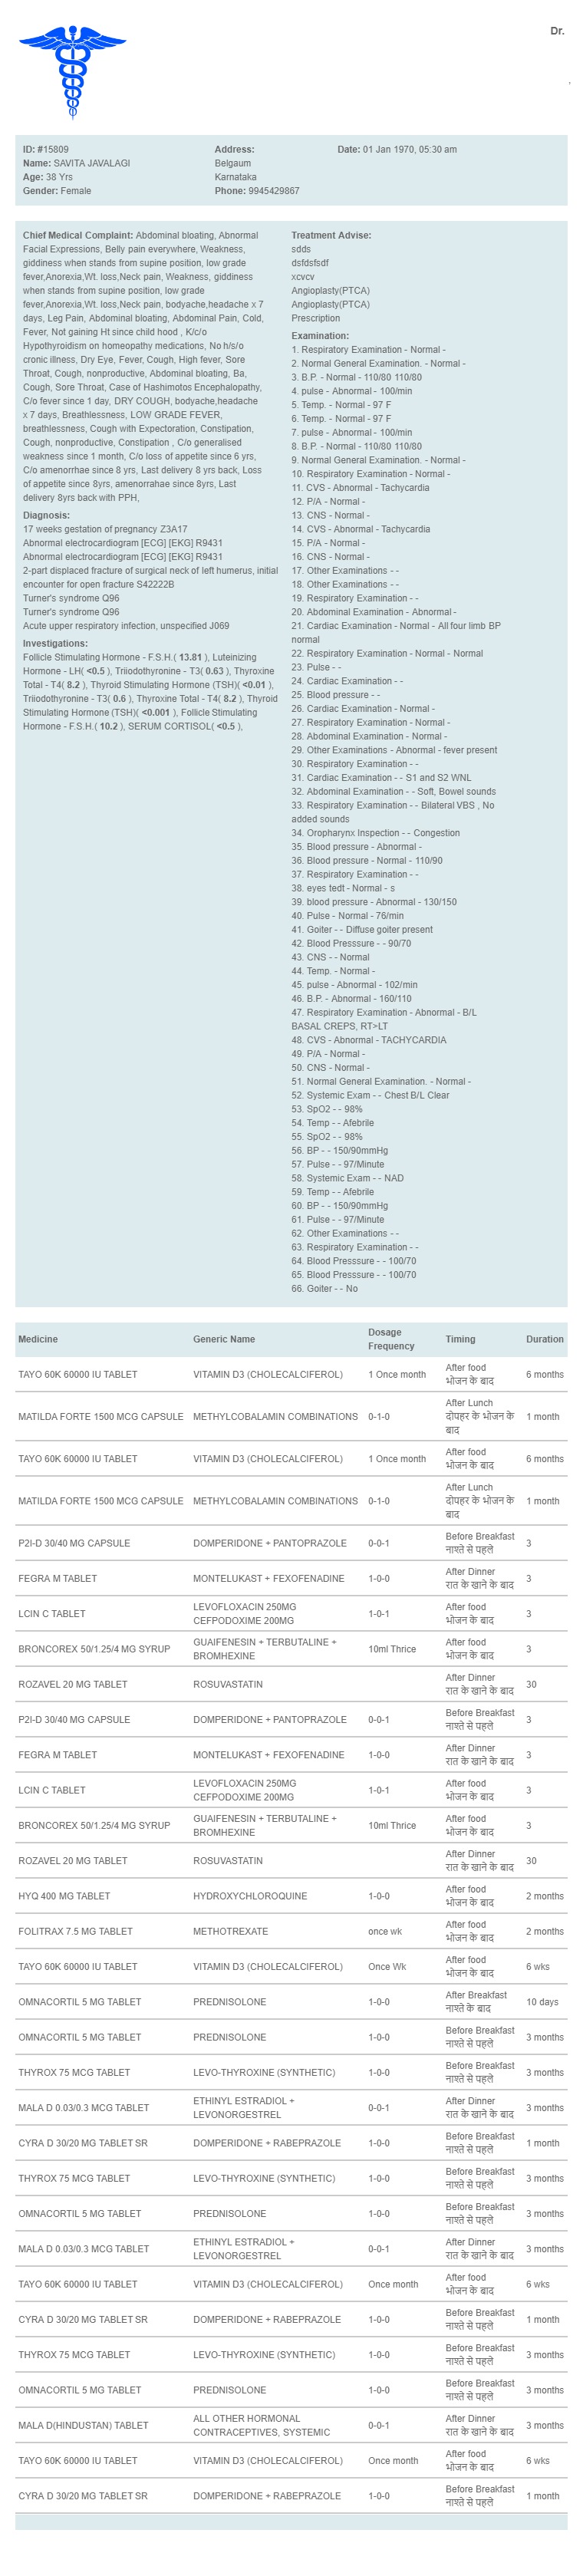 Dr.
ID: #15809
Name: SAVITA JAVALAGI
Age: 38 Yrs
Gender: Female
Address:
Belgaum
Karnataka
Phone: 9945429867
Date: 01 Jan 1970, 05:30 am
Chief Medical Complaint: Abdominal bloating, Abnormal
Facial Expressions, Belly pain everywhere, Weakness,
giddiness when stands from supine position, low grade
fever,Anorexia,Wt. loss,Neck pain, Weakness, giddiness
when stands from supine position, low grade
fever,Anorexia,Wt. loss,Neck pain, bodyache,headache x 7
days, Leg Pain, Abdominal bloating, Abdominal Pain, Cold,
Fever, Not gaining Ht since child hood , K/c/o
Hypothyroidism on homeopathy medications, No h/s/o
cronic illness, Dry Eye, Fever, Cough, High fever, Sore
Throat, Cough, nonproductive, Abdominal bloating, Ba,
Cough, Sore Throat, Case of Hashimotos Encephalopathy,
C/o fever since 1 day, DRY COUGH, bodyache,headache
x 7 days, Breathlessness, LOW GRADE FEVER,
breathlessness, Cough with Expectoration, Constipation,
Cough, nonproductive, Constipation , C/o generalised
weakness since 1 month, C/o loss of appetite since 6 yrs,
C/o amenorrhae since 8 yrs, Last delivery 8 yrs back, Loss
of appetite since 8yrs, amenorrahae since 8yrs, Last
delivery 8yrs back with PPH,
Diagnosis:
17 weeks gestation of pregnancy Z3A17
Abnormal electrocardiogram [ECG] [EKG] R9431
Abnormal electrocardiogram [ECG] [EKG] R9431
2-part displaced fracture of surgical neck of left humerus, initial
encounter for open fracture S42222B
Turner's syndrome Q96
Turner's syndrome Q96
Acute upper respiratory infection, unspecified J069
Investigations:
Follicle Stimulating Hormone - F.S.H.( 13.81 ), Luteinizing
Hormone - LH( <0.5 ), Triiodothyronine - T3( 0.63 ), Thyroxine
Total - T4( 8.2 ), Thyroid Stimulating Hormone (TSH)( <0.01 ),
Triiodothyronine - T3( 0.6 ), Thyroxine Total - T4( 8.2 ), Thyroid
Stimulating Hormone (TSH)( <0.001 ), Follicle Stimulating
Hormone - F.S.H.( 10.2 ), SERUM CORTISOL( <0.5 ),
Treatment Advise:
sdds
dsfdsfsdf
xcvcv
Angioplasty(PTCA)
Angioplasty(PTCA)
Prescription
Examination:
1. Respiratory Examination - Normal -
2. Normal General Examination. - Normal -
3. B.P. - Normal - 110/80 110/80
4. pulse - Abnormal - 100/min
5. Temp. - Normal - 97 F
6. Temp. - Normal - 97 F
7. pulse - Abnormal - 100/min
8. B.P. - Normal - 110/80 110/80
9. Normal General Examination. - Normal -
10. Respiratory Examination - Normal -
11. CVS - Abnormal - Tachycardia
12. P/A - Normal -
13. CNS - Normal -
14. CVS - Abnormal - Tachycardia
15. P/A - Normal -
16. CNS - Normal -
17. Other Examinations - -
18. Other Examinations - -
19. Respiratory Examination - -
20. Abdominal Examination - Abnormal -
21. Cardiac Examination - Normal - All four limb BP
normal
22. Respiratory Examination - Normal - Normal
23. Pulse - -
24. Cardiac Examination - -
25. Blood pressure - -
26. Cardiac Examination - Normal -
27. Respiratory Examination - Normal -
28. Abdominal Examination - Normal -
29. Other Examinations - Abnormal - fever present
30. Respiratory Examination - -
31. Cardiac Examination - - S1 and S2 WNL
32. Abdominal Examination - - Soft, Bowel sounds
33. Respiratory Examination - - Bilateral VBS , No
added sounds
34. Oropharynx Inspection - - Congestion
35. Blood pressure - Abnormal -
36. Blood pressure - Normal - 110/90
37. Respiratory Examination - -
38. eyes tedt - Normal - s
39. blood pressure - Abnormal - 130/150
40. Pulse - Normal - 76/min
41. Goiter - - Diffuse goiter present
42. Blood Presssure - - 90/70
43. CNS - - Normal
44. Temp. - Normal -
45. pulse - Abnormal - 102/min
46. B.P. - Abnormal - 160/110
47. Respiratory Examination - Abnormal - B/L
BASAL CREPS, RT>LT
48. CVS - Abnormal - TACHYCARDIA
49. P/A - Normal -
50. CNS - Normal -
51. Normal General Examination. - Normal -
52. Systemic Exam - - Chest B/L Clear
53. SpO2 - - 98%
54. Temp - - Afebrile
55. SpO2 - - 98%
56. BP - - 150/90mmHg
57. Pulse - - 97/Minute
58. Systemic Exam - - NAD
59. Temp - - Afebrile
60. BP - - 150/90mmHg
61. Pulse - - 97/Minute
62. Other Examinations - -
63. Respiratory Examination - -
64. Blood Presssure - - 100/70
65. Blood Presssure - - 100/70
66. Goiter - - No
Medicine Generic Name Dosage Frequency Timing Duration
TAYO 60K 60000 IU TABLET VITAMIN D3 (CHOLECALCIFEROL) 1 Once month After food भोजन के बाद 6 months
MATILDA FORTE 1500 MCG CAPSULE METHYLCOBALAMIN COMBINATIONS 0-1-0 After Lunch दोपहर के भोजन के बाद 1 month
TAYO 60K 60000 IU TABLET VITAMIN D3 (CHOLECALCIFEROL) 1 Once month After food भोजन के बाद 6 months
MATILDA FORTE 1500 MCG CAPSULE METHYLCOBALAMIN COMBINATIONS 0-1-0 After Lunch दोपहर के भोजन के बाद 1 month
P2I-D 30/40 MG CAPSULE DOMPERIDONE + PANTOPRAZOLE 0-0-1 Before Breakfast नाश्ते से पहले 3
FEGRA M TABLET MONTELUKAST + FEXOFENADINE 1-0-0 After Dinner रात के खाने के बाद 3
LCIN C TABLET LEVOFLOXACIN 250MG CEFPODOXIME 200MG 1-0-1 After food भोजन के बाद 3
BRONCOREX 50/1.25/4 MG SYRUP GUAIFENESIN + TERBUTALINE + BROMHEXINE 10ml Thrice After food भोजन के बाद 3
ROZAVEL 20 MG TABLET ROSUVASTATIN After Dinner रात के खाने के बाद 30
P2I-D 30/40 MG CAPSULE DOMPERIDONE + PANTOPRAZOLE 0-0-1 Before Breakfast नाश्ते से पहले 3
FEGRA M TABLET MONTELUKAST + FEXOFENADINE 1-0-0 After Dinner रात के खाने के बाद 3
LCIN C TABLET LEVOFLOXACIN 250MG CEFPODOXIME 200MG 1-0-1 After food भोजन के बाद 3
BRONCOREX 50/1.25/4 MG SYRUP GUAIFENESIN + TERBUTALINE + BROMHEXINE 10ml Thrice After food भोजन के बाद 3
ROZAVEL 20 MG TABLET ROSUVASTATIN After Dinner रात के खाने के बाद 30
HYQ 400 MG TABLET HYDROXYCHLOROQUINE 1-0-0 After food भोजन के बाद 2 months
FOLITRAX 7.5 MG TABLET METHOTREXATE once wk After food भोजन के बाद 2 months
TAYO 60K 60000 IU TABLET VITAMIN D3 (CHOLECALCIFEROL) Once Wk After food भोजन के बाद 6 wks
OMNACORTIL 5 MG TABLET PREDNISOLONE 1-0-0 After Breakfast नाश्ते के बाद 10 days
OMNACORTIL 5 MG TABLET PREDNISOLONE 1-0-0 Before Breakfast नाश्ते से पहले 3 months
THYROX 75 MCG TABLET LEVO-THYROXINE (SYNTHETIC) 1-0-0 Before Breakfast नाश्ते से पहले 3 months
MALA D 0.03/0.3 MCG TABLET ETHINYL ESTRADIOL + LEVONORGESTREL 0-0-1 After Dinner रात के खाने के बाद 3 months
CYRA D 30/20 MG TABLET SR DOMPERIDONE + RABEPRAZOLE 1-0-0 Before Breakfast नाश्ते से पहले 1 month
THYROX 75 MCG TABLET LEVO-THYROXINE (SYNTHETIC) 1-0-0 Before Breakfast नाश्ते से पहले 3 months
OMNACORTIL 5 MG TABLET PREDNISOLONE 1-0-0 Before Breakfast नाश्ते से पहले 3 months
MALA D 0.03/0.3 MCG TABLET ETHINYL ESTRADIOL + LEVONORGESTREL 0-0-1 After Dinner रात के खाने के बाद 3 months
TAYO 60K 60000 IU TABLET VITAMIN D3 (CHOLECALCIFEROL) Once month After food भोजन के बाद 6 wks
CYRA D 30/20 MG TABLET SR DOMPERIDONE + RABEPRAZOLE 1-0-0 Before Breakfast नाश्ते से पहले 1 month
THYROX 75 MCG TABLET LEVO-THYROXINE (SYNTHETIC) 1-0-0 Before Breakfast नाश्ते से पहले 3 months
OMNACORTIL 5 MG TABLET PREDNISOLONE 1-0-0 Before Breakfast नाश्ते से पहले 3 months
MALA D(HINDUSTAN) TABLET ALL OTHER HORMONAL CONTRACEPTIVES, SYSTEMIC 0-0-1 After Dinner रात के खाने के बाद 3 months
TAYO 60K 60000 IU TABLET VITAMIN D3 (CHOLECALCIFEROL) Once month After food भोजन के बाद 6 wks
CYRA D 30/20 MG TABLET SR DOMPERIDONE + RABEPRAZOLE 1-0-0 Before Breakfast नाश्ते से पहले 1 month